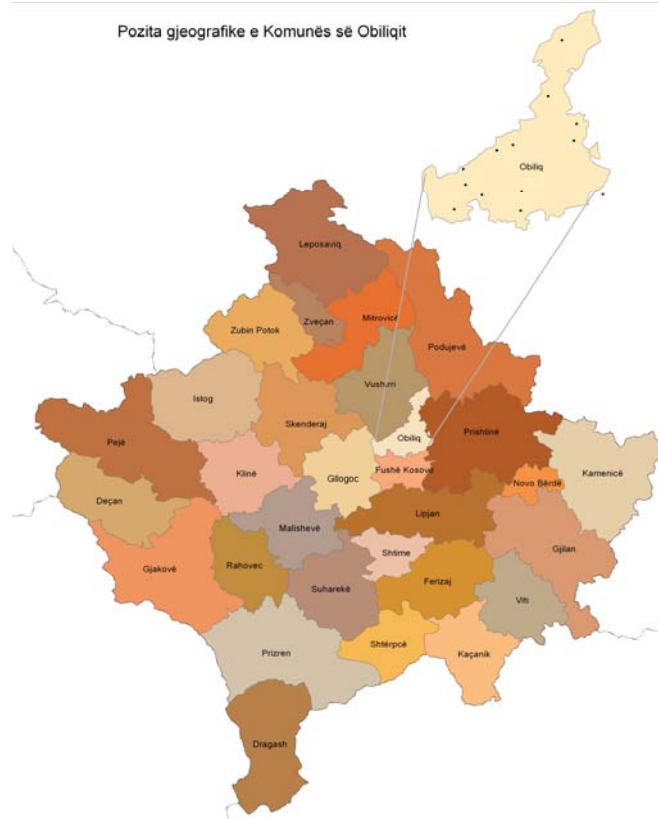 Pozita gjeografike e Komunës së Obiliqit
Obiliq
Leposaviq
Zveçan
Mitrovicë
Zubin Potok
Podujevë
Vushtrri
Istog
Skenderaj
Obiliq
Prishtinë
Pejë
Klinë
Gllogoc
Fushë Kosovë
Kamenicë
Deçan
Novo Bërdë
Malishevë
Lipjan
Gjakovë
Rahovec
Shtime
Gjilan
Suharekë
Ferizaj
Viti
Prizren
Shtërpcë
Kaçanik
Dragash